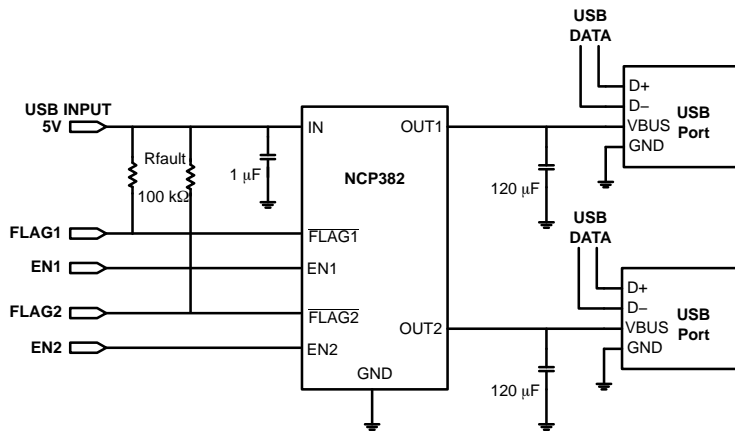 USB
DATA
D+
D−
VBUS
GND
USB
Port
USB INPUT
5V
Rfault
100 kΩ
1 μF
IN
OUT1
NCP382
120 μF
FLAG1
FLAG1
EN1
EN1
FLAG2
FLAG2
EN2
EN2
OUT2
GND
USB
DATA
D+
D−
VBUS
GND
USB
Port
120 μF